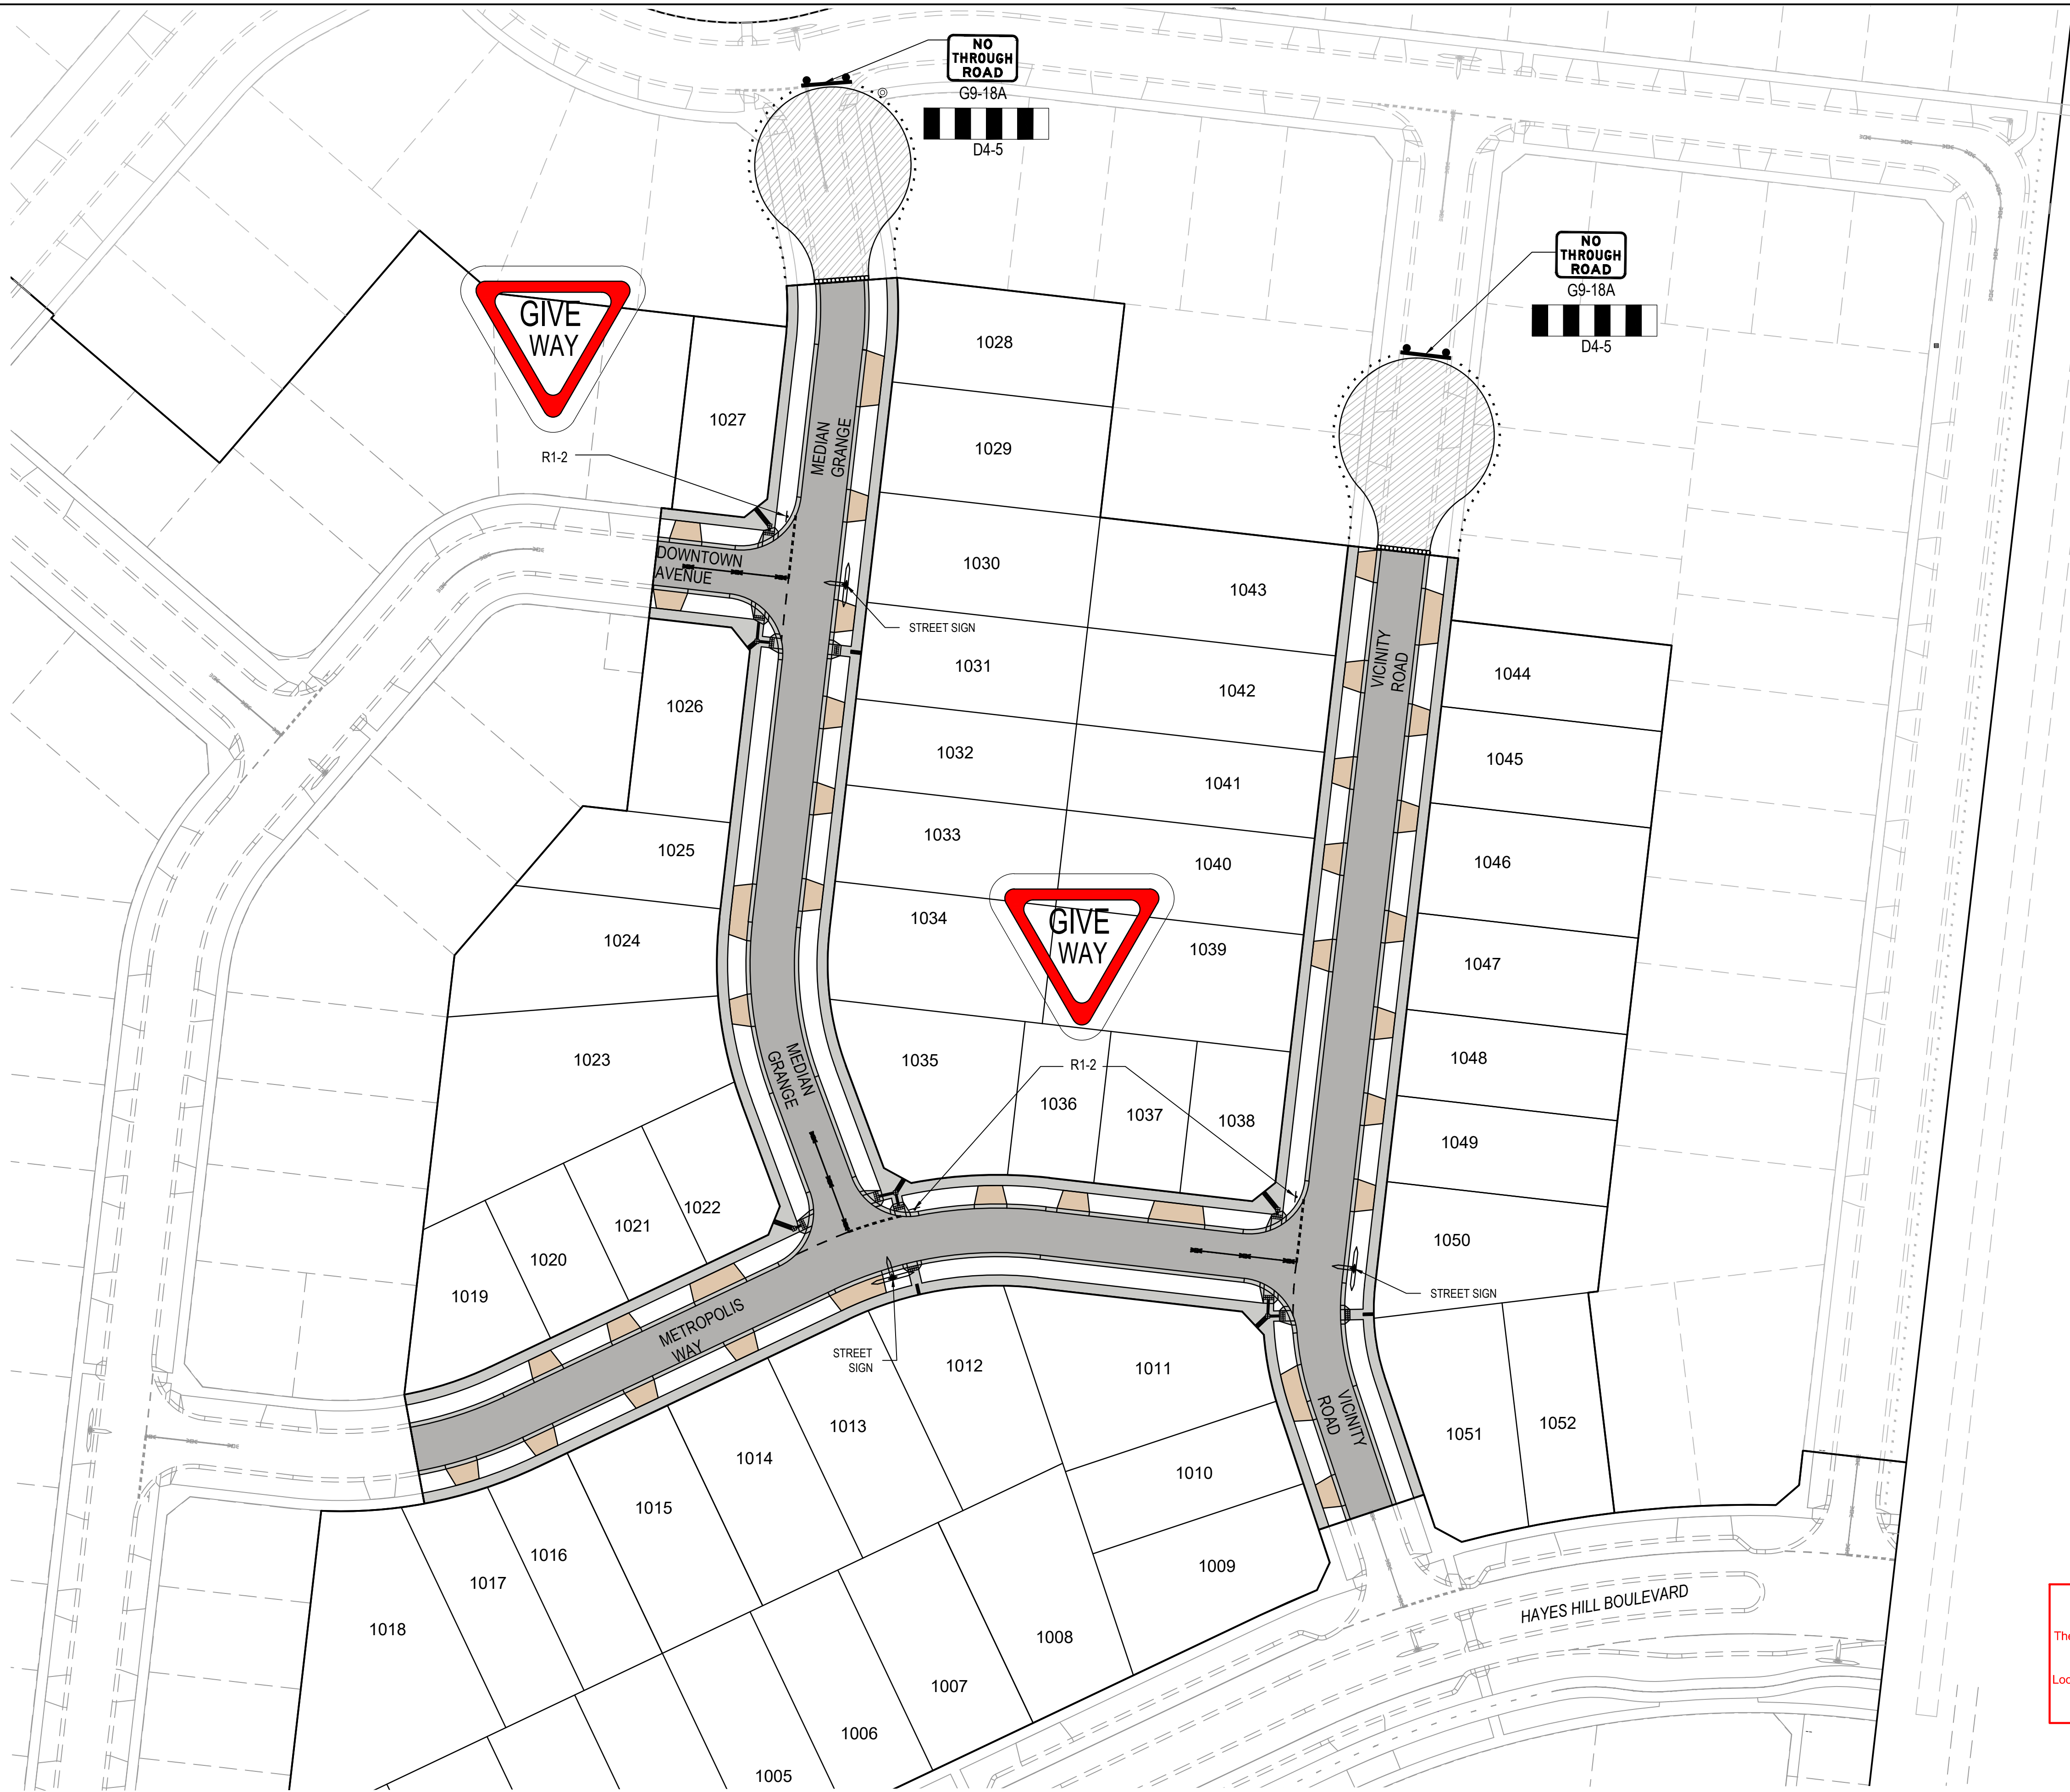 NO
THROUGH
ROAD
G9-18A
D4-5
NO
THROUGH
ROAD
G9-18A
D4-5
GIVE
WAY
R1-2
1027
1028
MEDIAN
GRANGE
1029
DOWNTOWN
AVENUE
STREET SIGN
1030
1043
1026
1031
1042
VICINITY
ROAD
1044
1032
1041
1045
1025
1033
1040
1046
1024
1034
GIVE
WAY
1039
1047
1023
MEDIAN
GRANGE
1035
R1-2
1036
1037
1038
1048
1049
1022
1021
1020
1019
1050
STREET SIGN
METROPOLIS
WAY
STREET
SIGN
1012
1011
1013
1014
1015
1016
1017
1018
1010
1009
VICINITY
ROAD
1051
1052
1008
1007
1006
1005
HAYES HILL BOULEVARD